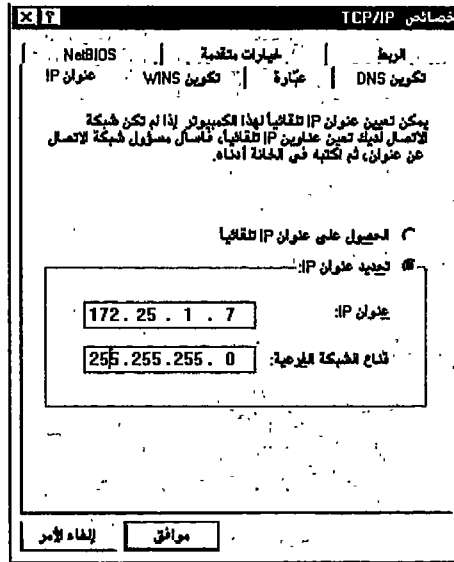 خصائص TCP/IP
الربط
خيارات متقدمة
NetBIOS
تكوين DNS
عبّارة
تكوين WINS
عنوان IP
يمكن تعيين عنوان IP تلقائياً لهذا الكمبيوتر. إذا لم تكن شبكة
الاتصال لديك تعين عناوين IP تلقائياً، فاسأل مسؤول شبكة الاتصال
عن عنوان، ثم اكتبه في الخانة أدناه.
الحصول على عنوان IP تلقائياً
تحديد عنوان IP:
عنوان IP:
172. 25 . 1 . 7
قناع الشبكة الفرعية:
255.255.255. 0
موافق
إلغاء الأمر